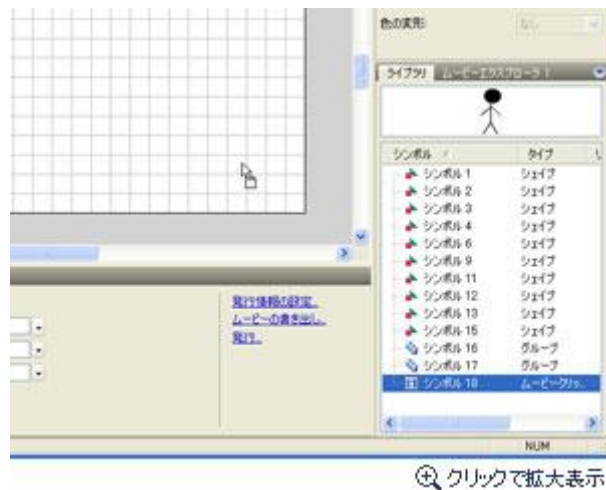 色の変形:
なし
ライブラリ ムービーエクスプローラ 1
シンボル タイプ
シンボル 1 シェイプ
シンボル 2 シェイプ
シンボル 3 シェイプ
シンボル 4 シェイプ
シンボル 6 シェイプ
シンボル 9 シェイプ
シンボル 11 シェイプ
シンボル 12 シェイプ
シンボル 13 シェイプ
シンボル 15 シェイプ
シンボル 16 グループ
シンボル 17 グループ
シンボル 18 ムービークリッ..
発行情報の設定...
ムービーの書き出し...
発行...
NUM
クリックで拡大表示